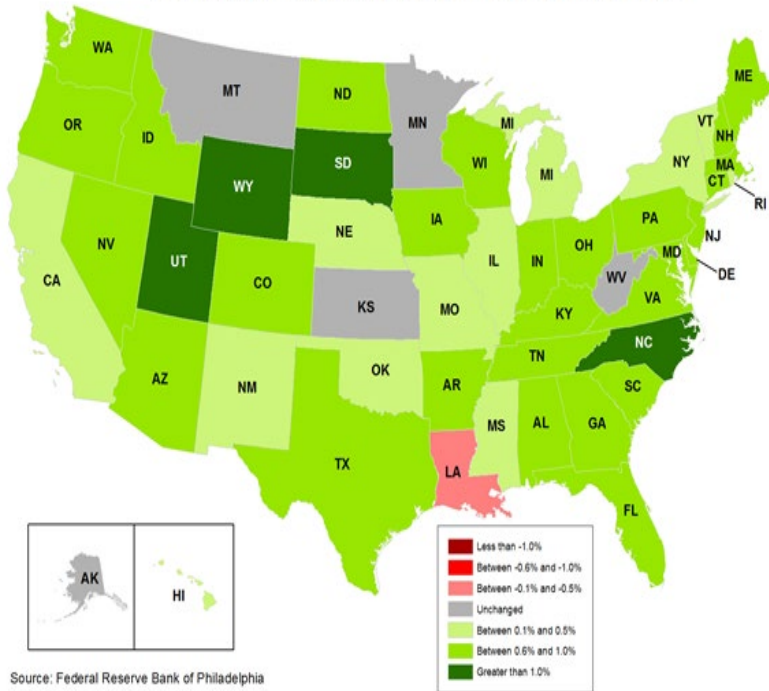 WA
MT
ND
MN
MI
ME
VT
NH
OR
ID
WY
SD
WI
MI
NY
MA
CT
RI
NV
UT
NE
IA
PA
NJ
CA
CO
KS
MO
IL
IN
OH
MD
DE
WV
VA
KY
AZ
NM
OK
AR
TN
NC
SC
TX
LA
MS
AL
GA
FL
AK
HI
Less than -1.0%
Between -0.6% and -1.0%
Between -0.1% and -0.5%
Unchanged
Between 0.1% and 0.5%
Between 0.6% and 1.0%
Greater than 1.0%
Source: Federal Reserve Bank of Philadelphia